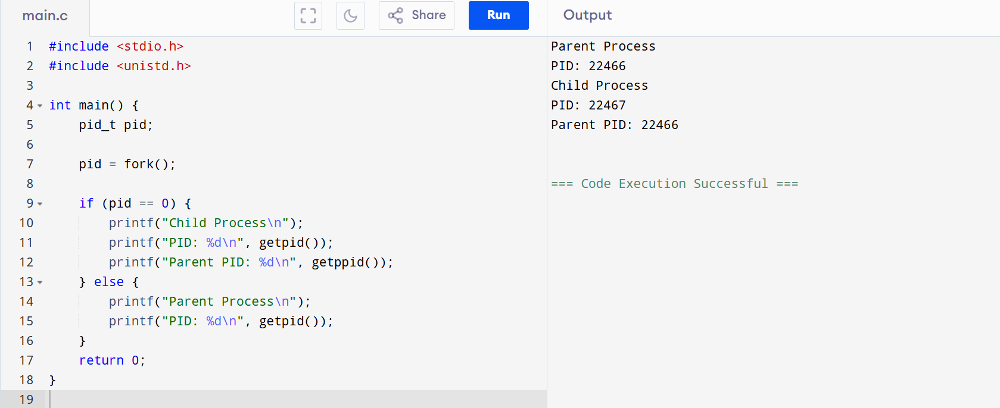 main.c
Share
Run
Output
1 #include <stdio.h>
2 #include <unistd.h>
3
4 int main() {
5     pid_t pid;
6
7     pid = fork();
8
9     if (pid == 0) {
10         printf("Child Process\n");
11         printf("PID: %d\n", getpid());
12         printf("Parent PID: %d\n", getppid());
13     } else {
14         printf("Parent Process\n");
15         printf("PID: %d\n", getpid());
16     }
17     return 0;
18 }
19
Parent Process
PID: 22466
Child Process
PID: 22467
Parent PID: 22466
=== Code Execution Successful ===